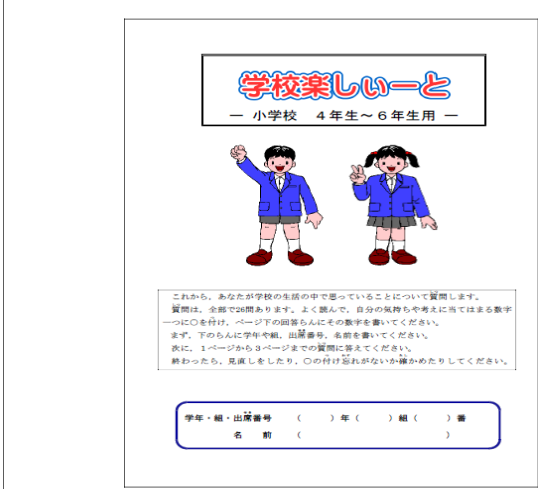 学校楽しぃーと
― 小学校　４年生～６年生用 ―
これから，あなたが学校の生活の中で思っていることについて質問します。
質問は，全部で26問あります。よく読んで，自分の気持ちや考えに当てはまる数字
一つに○を付け，ページ下の回答らんにその数字を書いてください。
まず，下のらんに学年や組，出席番号，名前を書いてください。
次に，１ページから３ページまでの質問に答えてください。
終わったら，見直しをしたり，○の付け忘れがないか確かめたりしてください。
学年・組・出席番号　（　　）年（　　）組（　　）番
名　前　（　　　　　　　　　　）